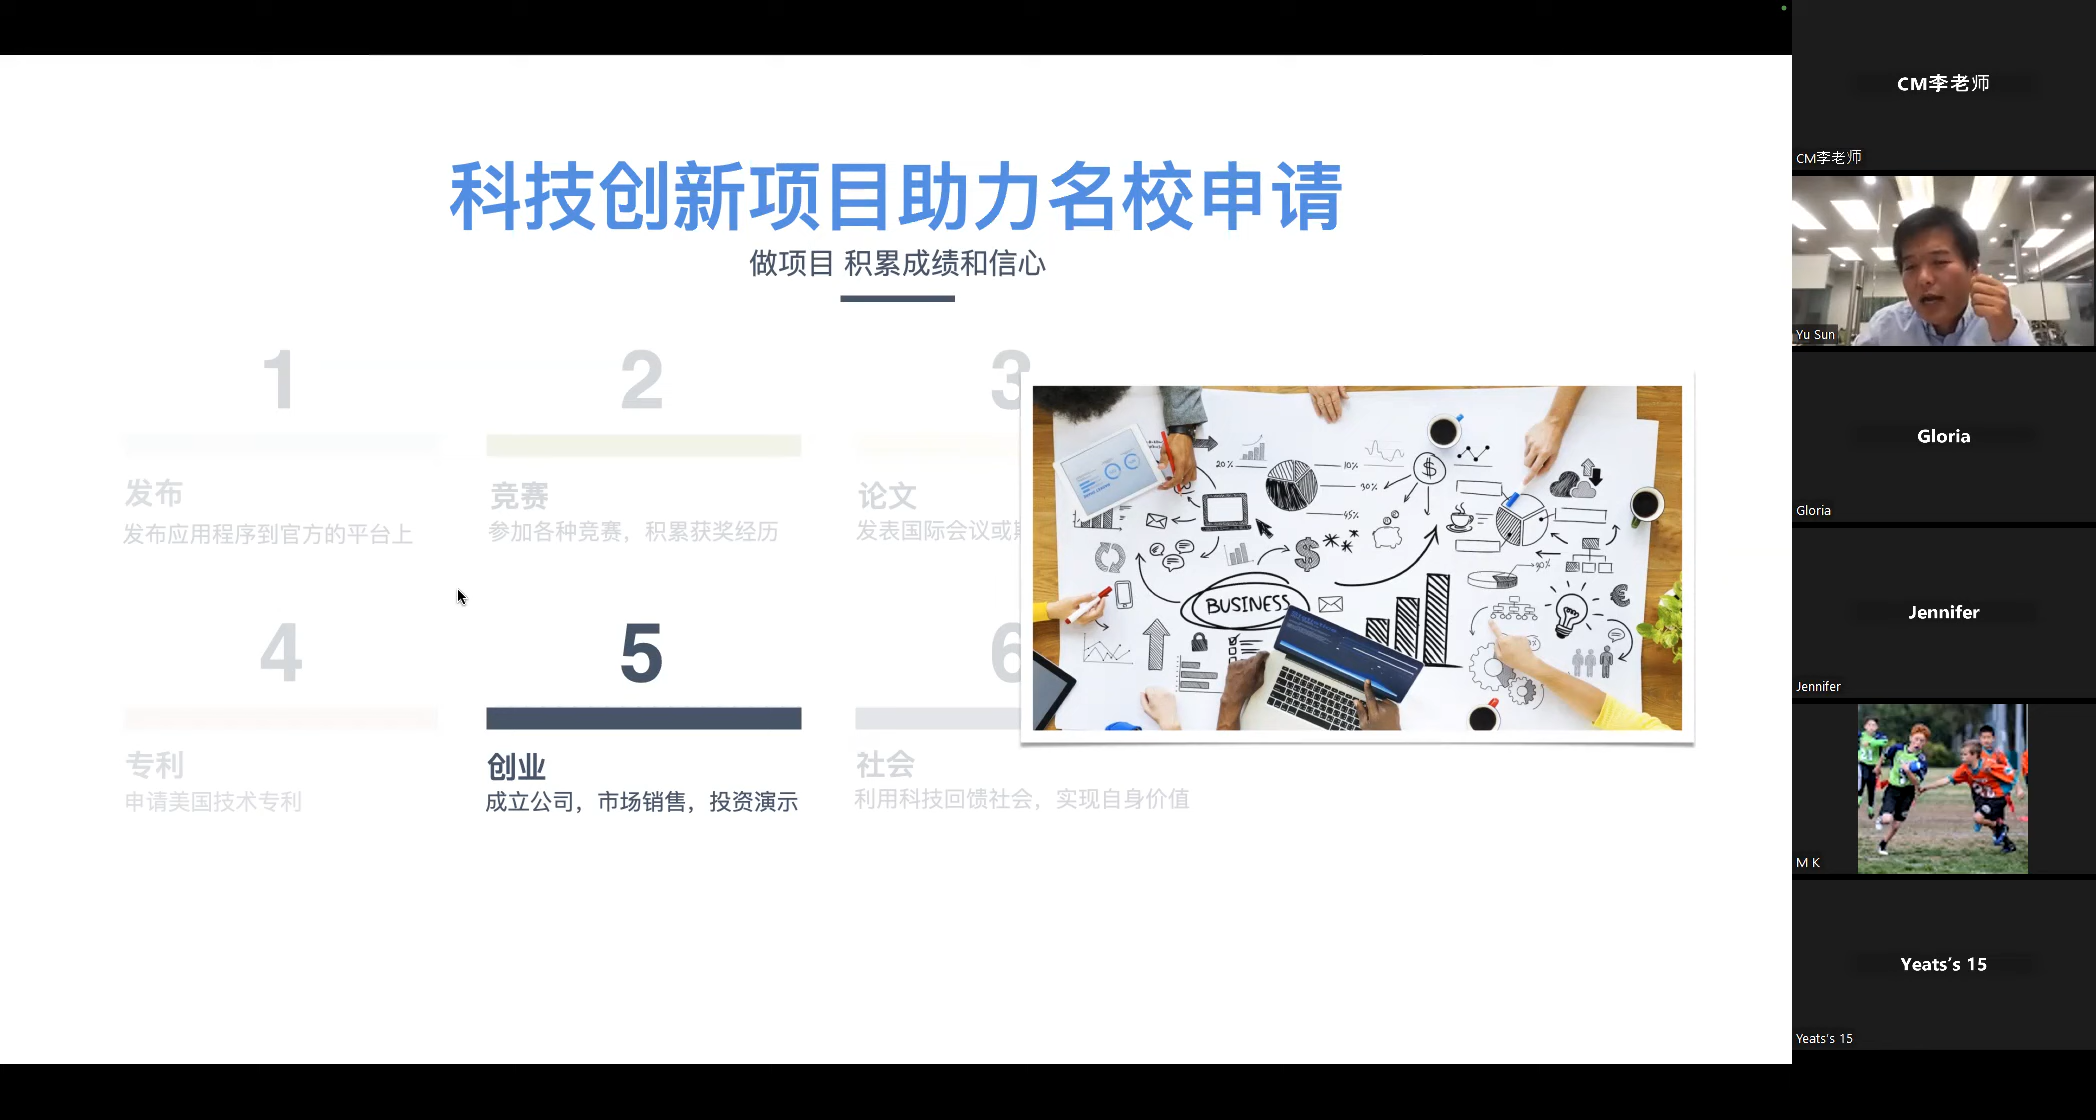 科技创新项目助力名校申请
做项目 积累成绩和信心
1
2
3
发布
发布应用程序到官方的平台上
竞赛
参加各种竞赛，积累获奖经历
论文
发表国际会议或
4
5
6
专利
申请美国技术专利
创业
成立公司，市场销售，投资演示
社会
利用科技回馈社会，实现自身价值
20%
10%
30%
45%
90%
BUSINESS
CM李老师
CM李老师
Yu Sun
Gloria
Gloria
Jennifer
Jennifer
M K
Yeats's 15
Yeats's 15